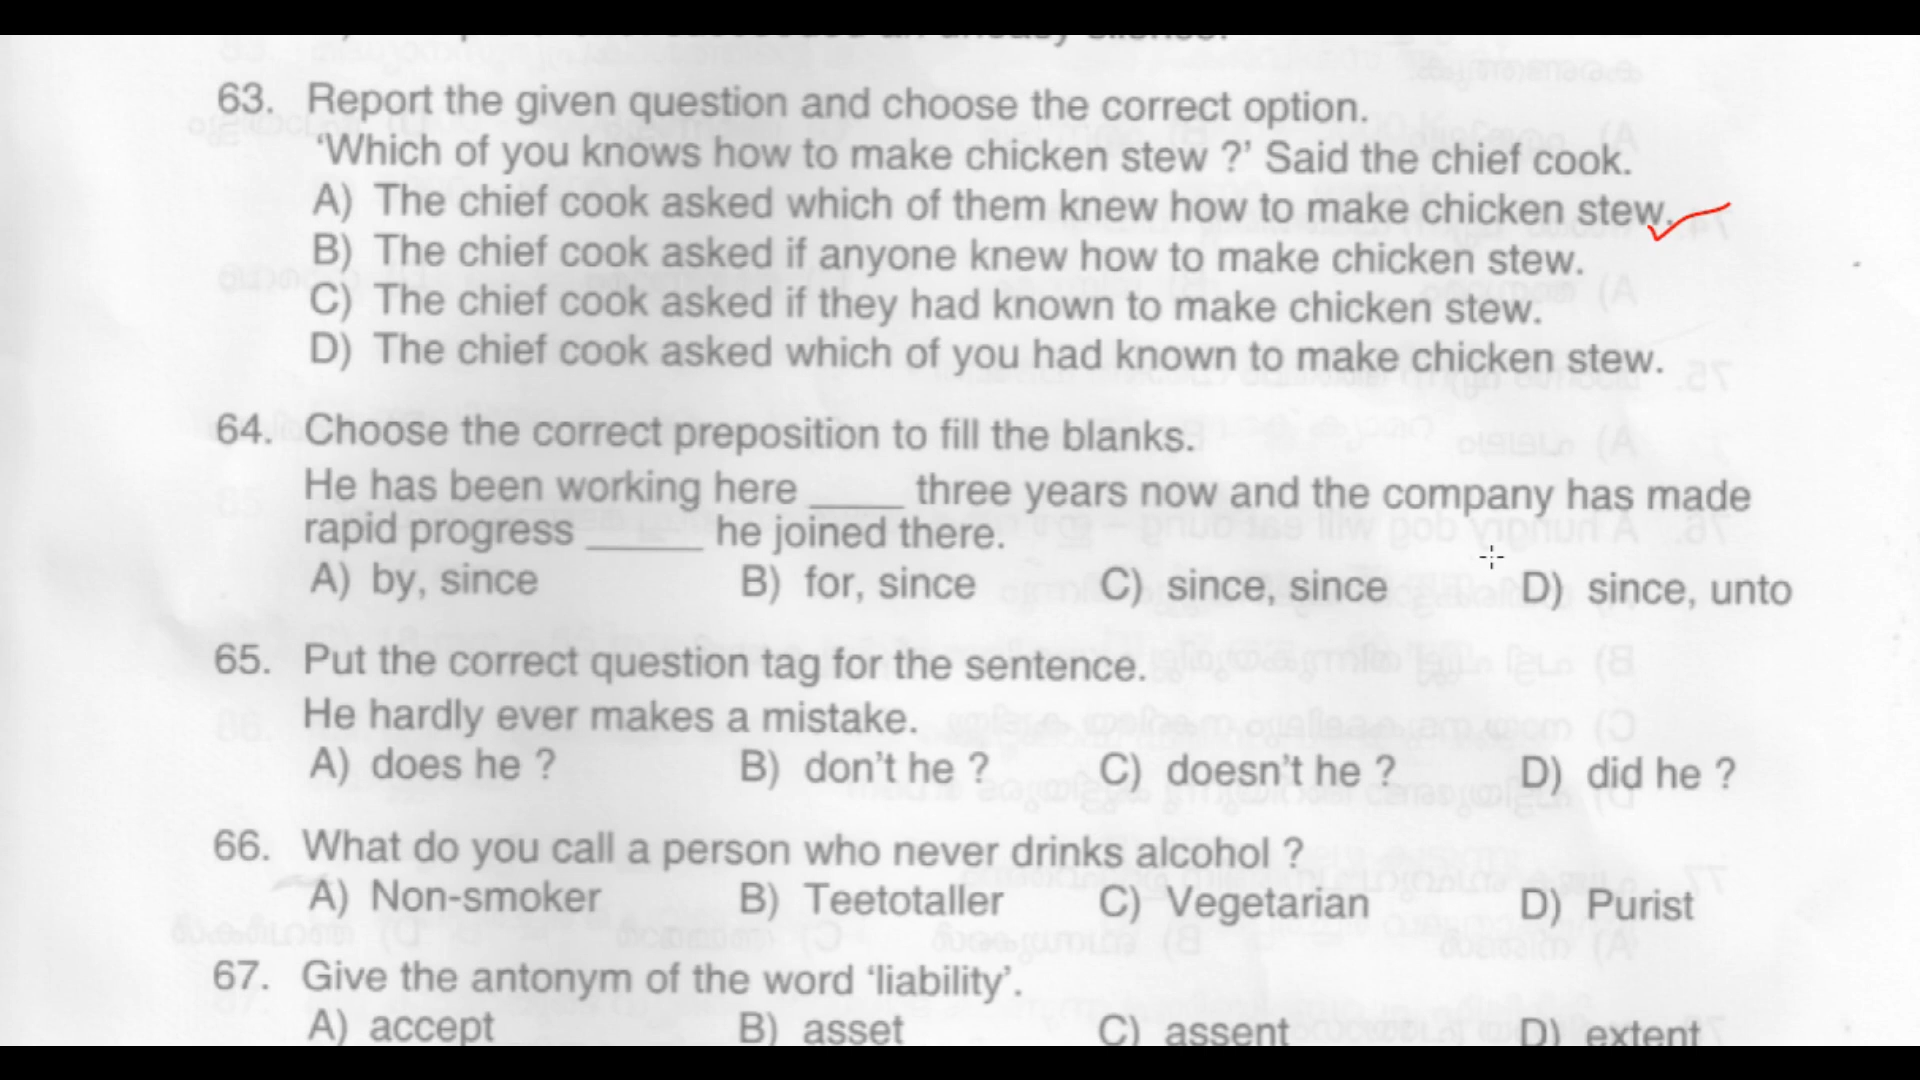 uneasy silence.
63. Report the given question and choose the correct option.
‘Which of you knows how to make chicken stew ?’ Said the chief cook.
A) The chief cook asked which of them knew how to make chicken stew.
B) The chief cook asked if anyone knew how to make chicken stew.
C) The chief cook asked if they had known to make chicken stew.
D) The chief cook asked which of you had known to make chicken stew.
64. Choose the correct preposition to fill the blanks.
He has been working here _____ three years now and the company has made
rapid progress ______ he joined there.
A) by, since B) for, since C) since, since D) since, unto
65. Put the correct question tag for the sentence.
He hardly ever makes a mistake.
A) does he ? B) don’t he ? C) doesn’t he ? D) did he ?
66. What do you call a person who never drinks alcohol ?
A) Non-smoker B) Teetotaller C) Vegetarian D) Purist
67. Give the antonym of the word ‘liability’.
A) accept B) asset C) assent D) extent